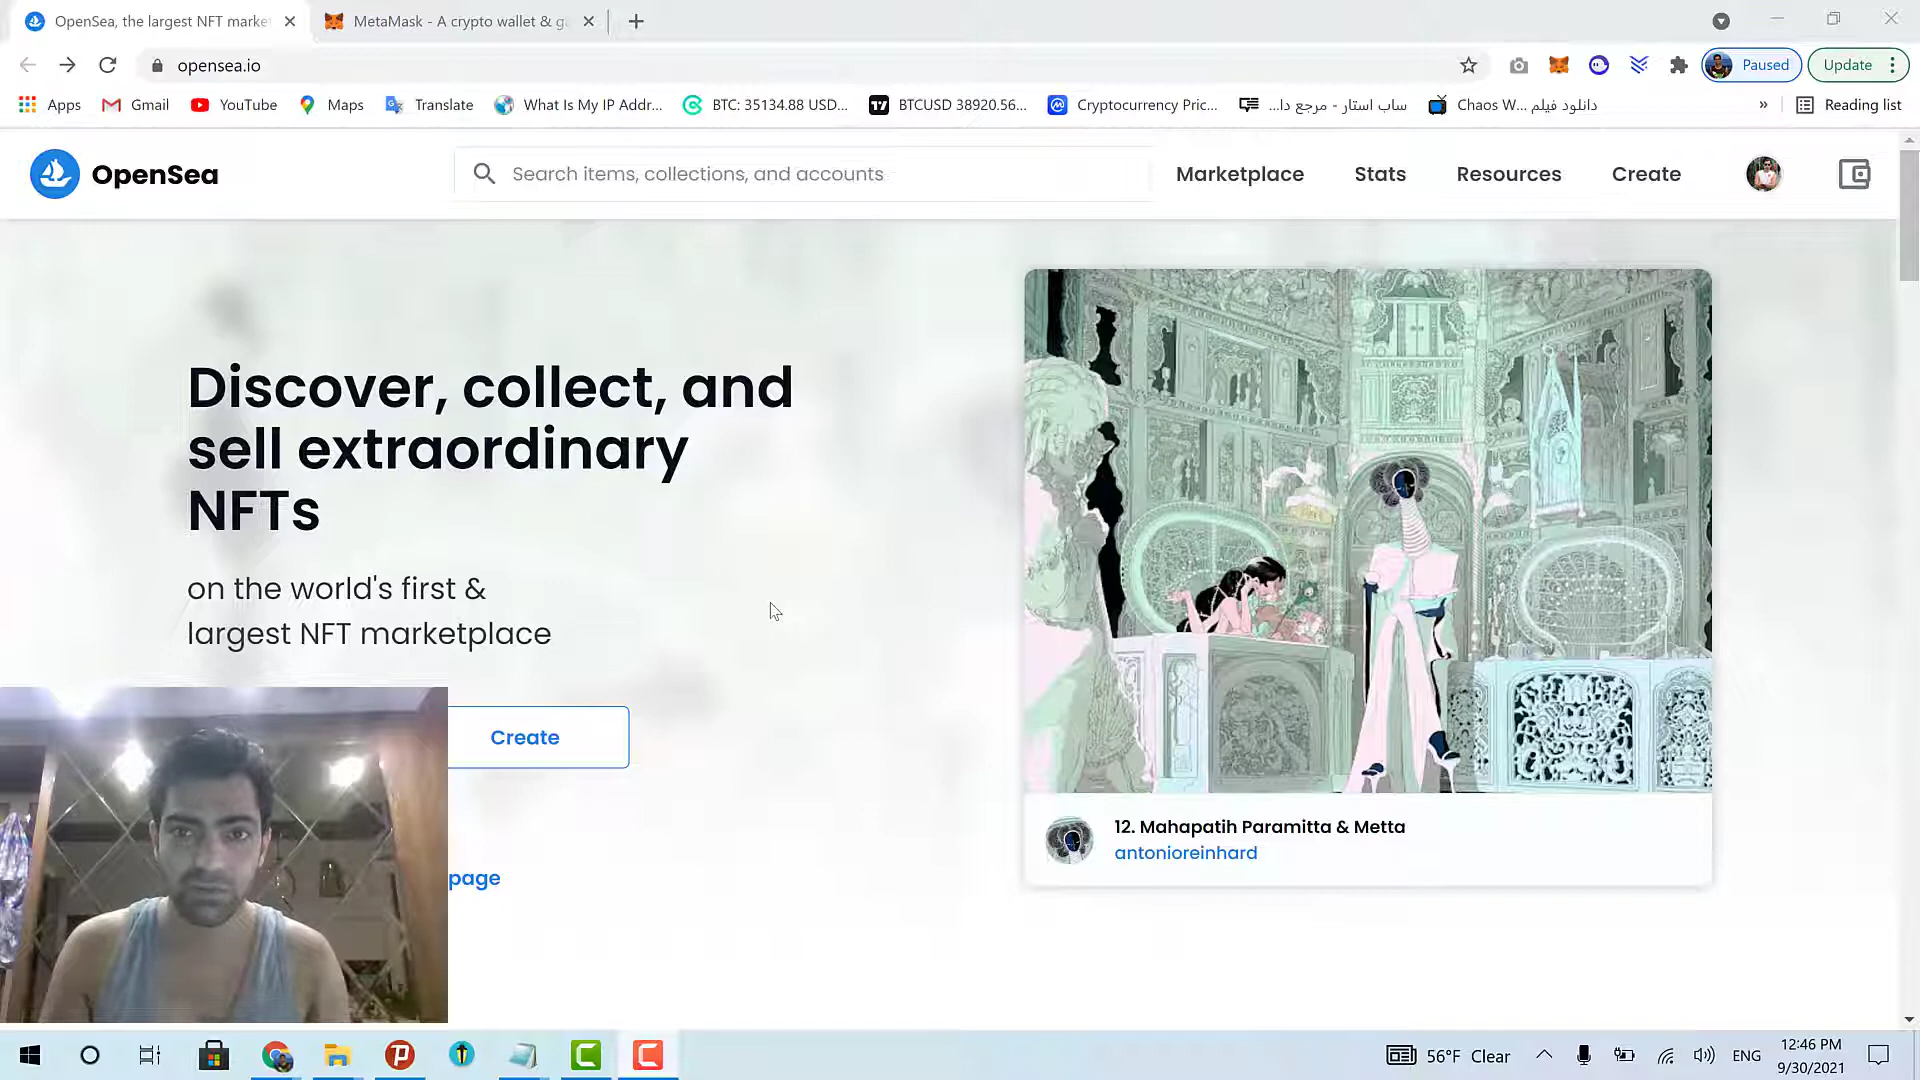 OpenSea, the largest NFT marke
MetaMask - A crypto wallet & g
opensea.io
Paused
Update
Apps
Gmail
YouTube
Maps
Translate
What Is My IP Addr...
BTC: 35134.88 USD...
BTCUSD 38920.56...
Cryptocurrency Pric...
ساب استار - مرجع دا...
دانلود فیلم Chaos W...
»
Reading list
OpenSea
Search items, collections, and accounts
Marketplace
Stats
Resources
Create
Discover, collect, and
sell extraordinary
NFTs
on the world's first &
largest NFT marketplace
Create
page
12. Mahapatih Paramitta & Metta
antonioreinhard
56°F Clear
ENG
12:46 PM
9/30/2021